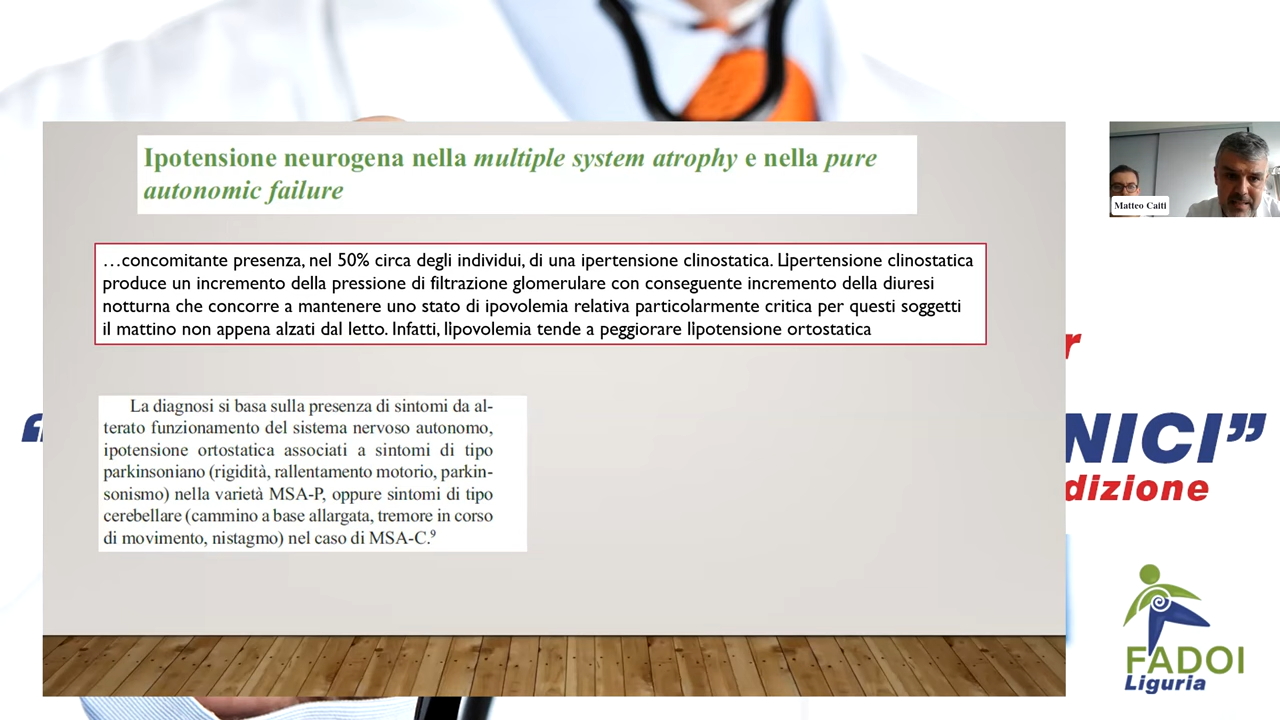 Ipotensione neurogena nella multiple system atrophy e nella pure
autonomic failure
…concomitante presenza, nel 50% circa degli individui, di una ipertensione clinostatica. Lipertensione clinostatica
produce un incremento della pressione di filtrazione glomerulare con conseguente incremento della diuresi
notturna che concorre a mantenere uno stato di ipovolemia relativa particolarmente critica per questi soggetti
il mattino non appena alzati dal letto. Infatti, lipovolemia tende a peggiorare lipotensione ortostatica
La diagnosi si basa sulla presenza di sintomi da al-
terato funzionamento del sistema nervoso autonomo,
ipotensione ortostatica associati a sintomi di tipo
parkinsoniano (rigidità, rallentamento motorio, parkin-
sonismo) nella varietà MSA-P, oppure sintomi di tipo
cerebellare (cammino a base allargata, tremore in corso
di movimento, nistagmo) nel caso di MSA-C.⁹
Matteo Caiti
r
“ NICI”
dizione
FADOI
Liguria